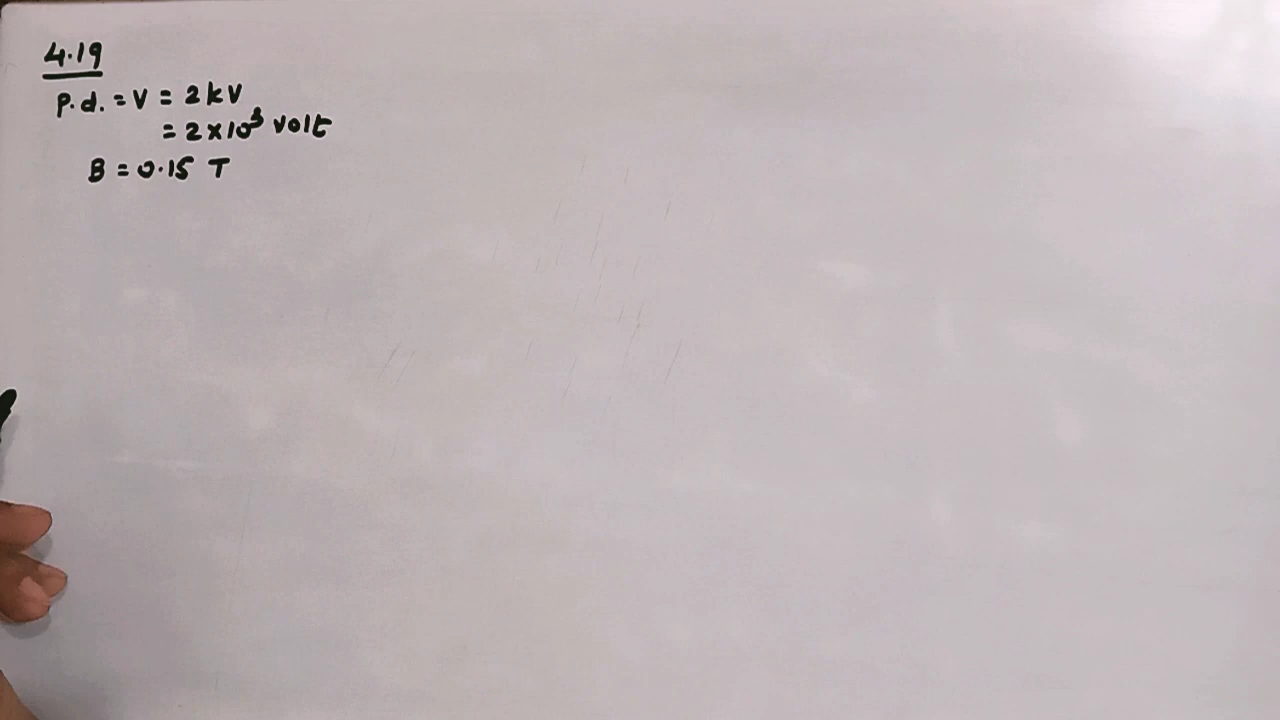 4.19
P.d. = V = 2 kV
= 2 × 10³ volt
B = 0.15 T